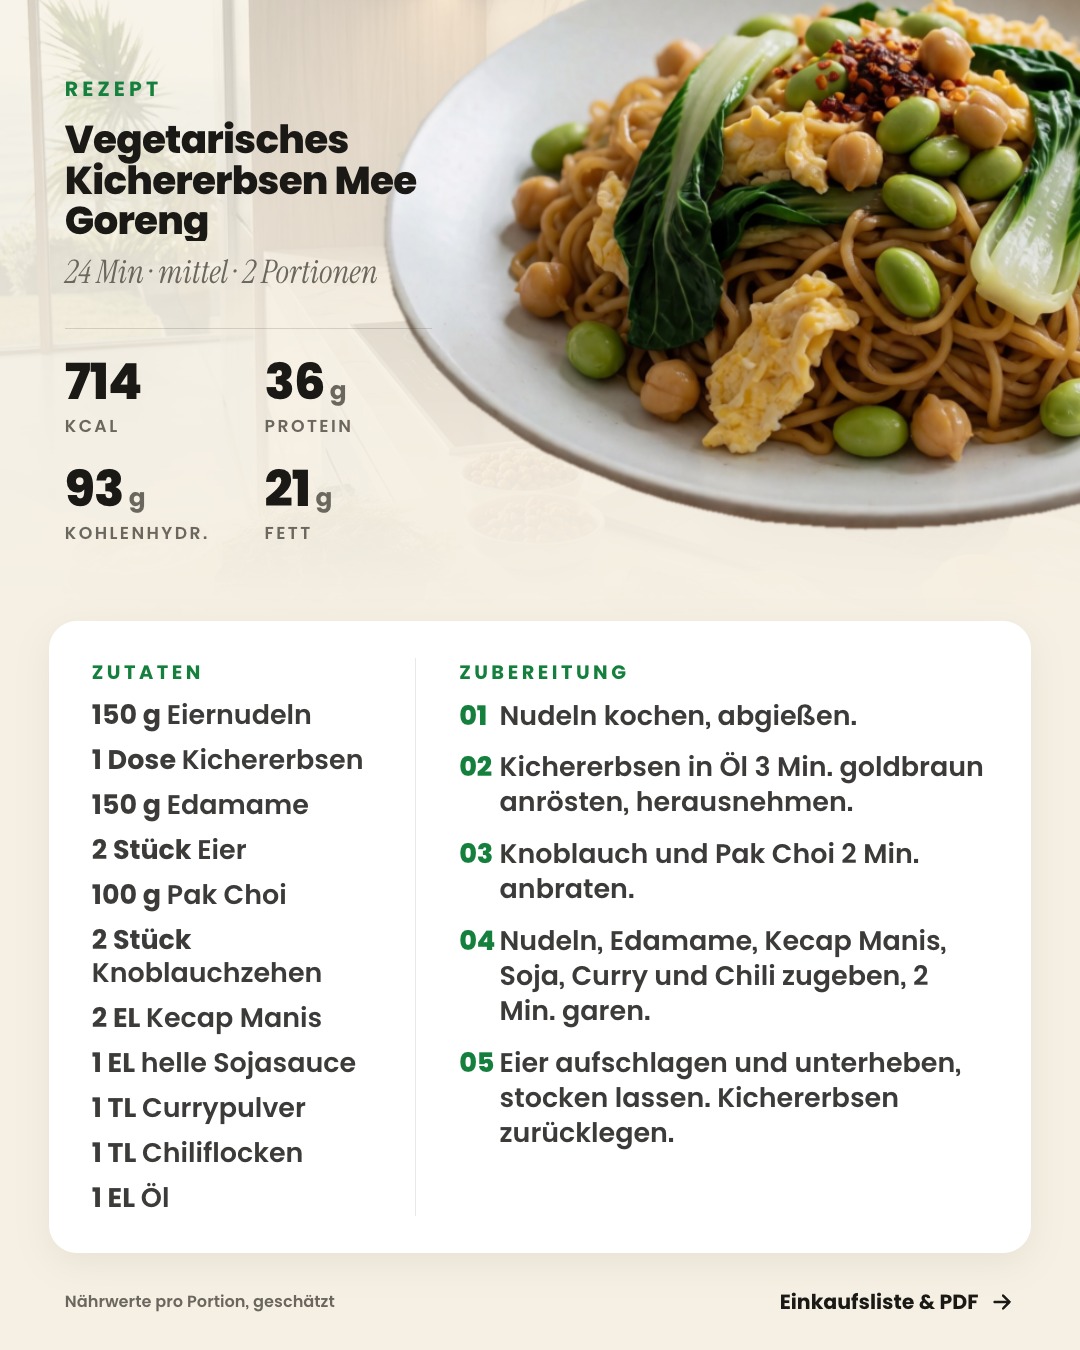 REZEPT
Vegetarisches
Kichererbsen Mee
Goreng
24 Min · mittel · 2 Portionen
714
KCAL
36 g
PROTEIN
93 g
KOHLENHYDR.
21 g
FETT
ZUTATEN
150 g Eiernudeln
1 Dose Kichererbsen
150 g Edamame
2 Stück Eier
100 g Pak Choi
2 Stück
Knoblauchzehen
2 EL Kecap Manis
1 EL helle Sojasauce
1 TL Currypulver
1 TL Chiliflocken
1 EL Öl
ZUBEREITUNG
01 Nudeln kochen, abgießen.
02 Kichererbsen in Öl 3 Min. goldbraun
anrösten, herausnehmen.
03 Knoblauch und Pak Choi 2 Min.
anbraten.
04 Nudeln, Edamame, Kecap Manis,
Soja, Curry und Chili zugeben, 2
Min. garen.
05 Eier aufschlagen und unterheben,
stocken lassen. Kichererbsen
zurücklegen.
Nährwerte pro Portion, geschätzt
Einkaufsliste & PDF →